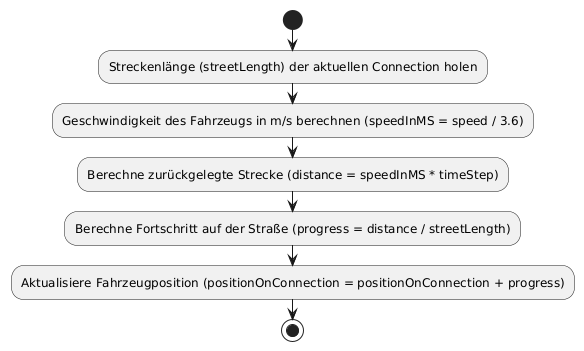 Streckenlänge (streetLength) der aktuellen Connection holen
Geschwindigkeit des Fahrzeugs in m/s berechnen (speedInMS = speed / 3.6)
Berechne zurückgelegte Strecke (distance = speedInMS * timeStep)
Berechne Fortschritt auf der Straße (progress = distance / streetLength)
Aktualisiere Fahrzeugposition (positionOnConnection = positionOnConnection + progress)